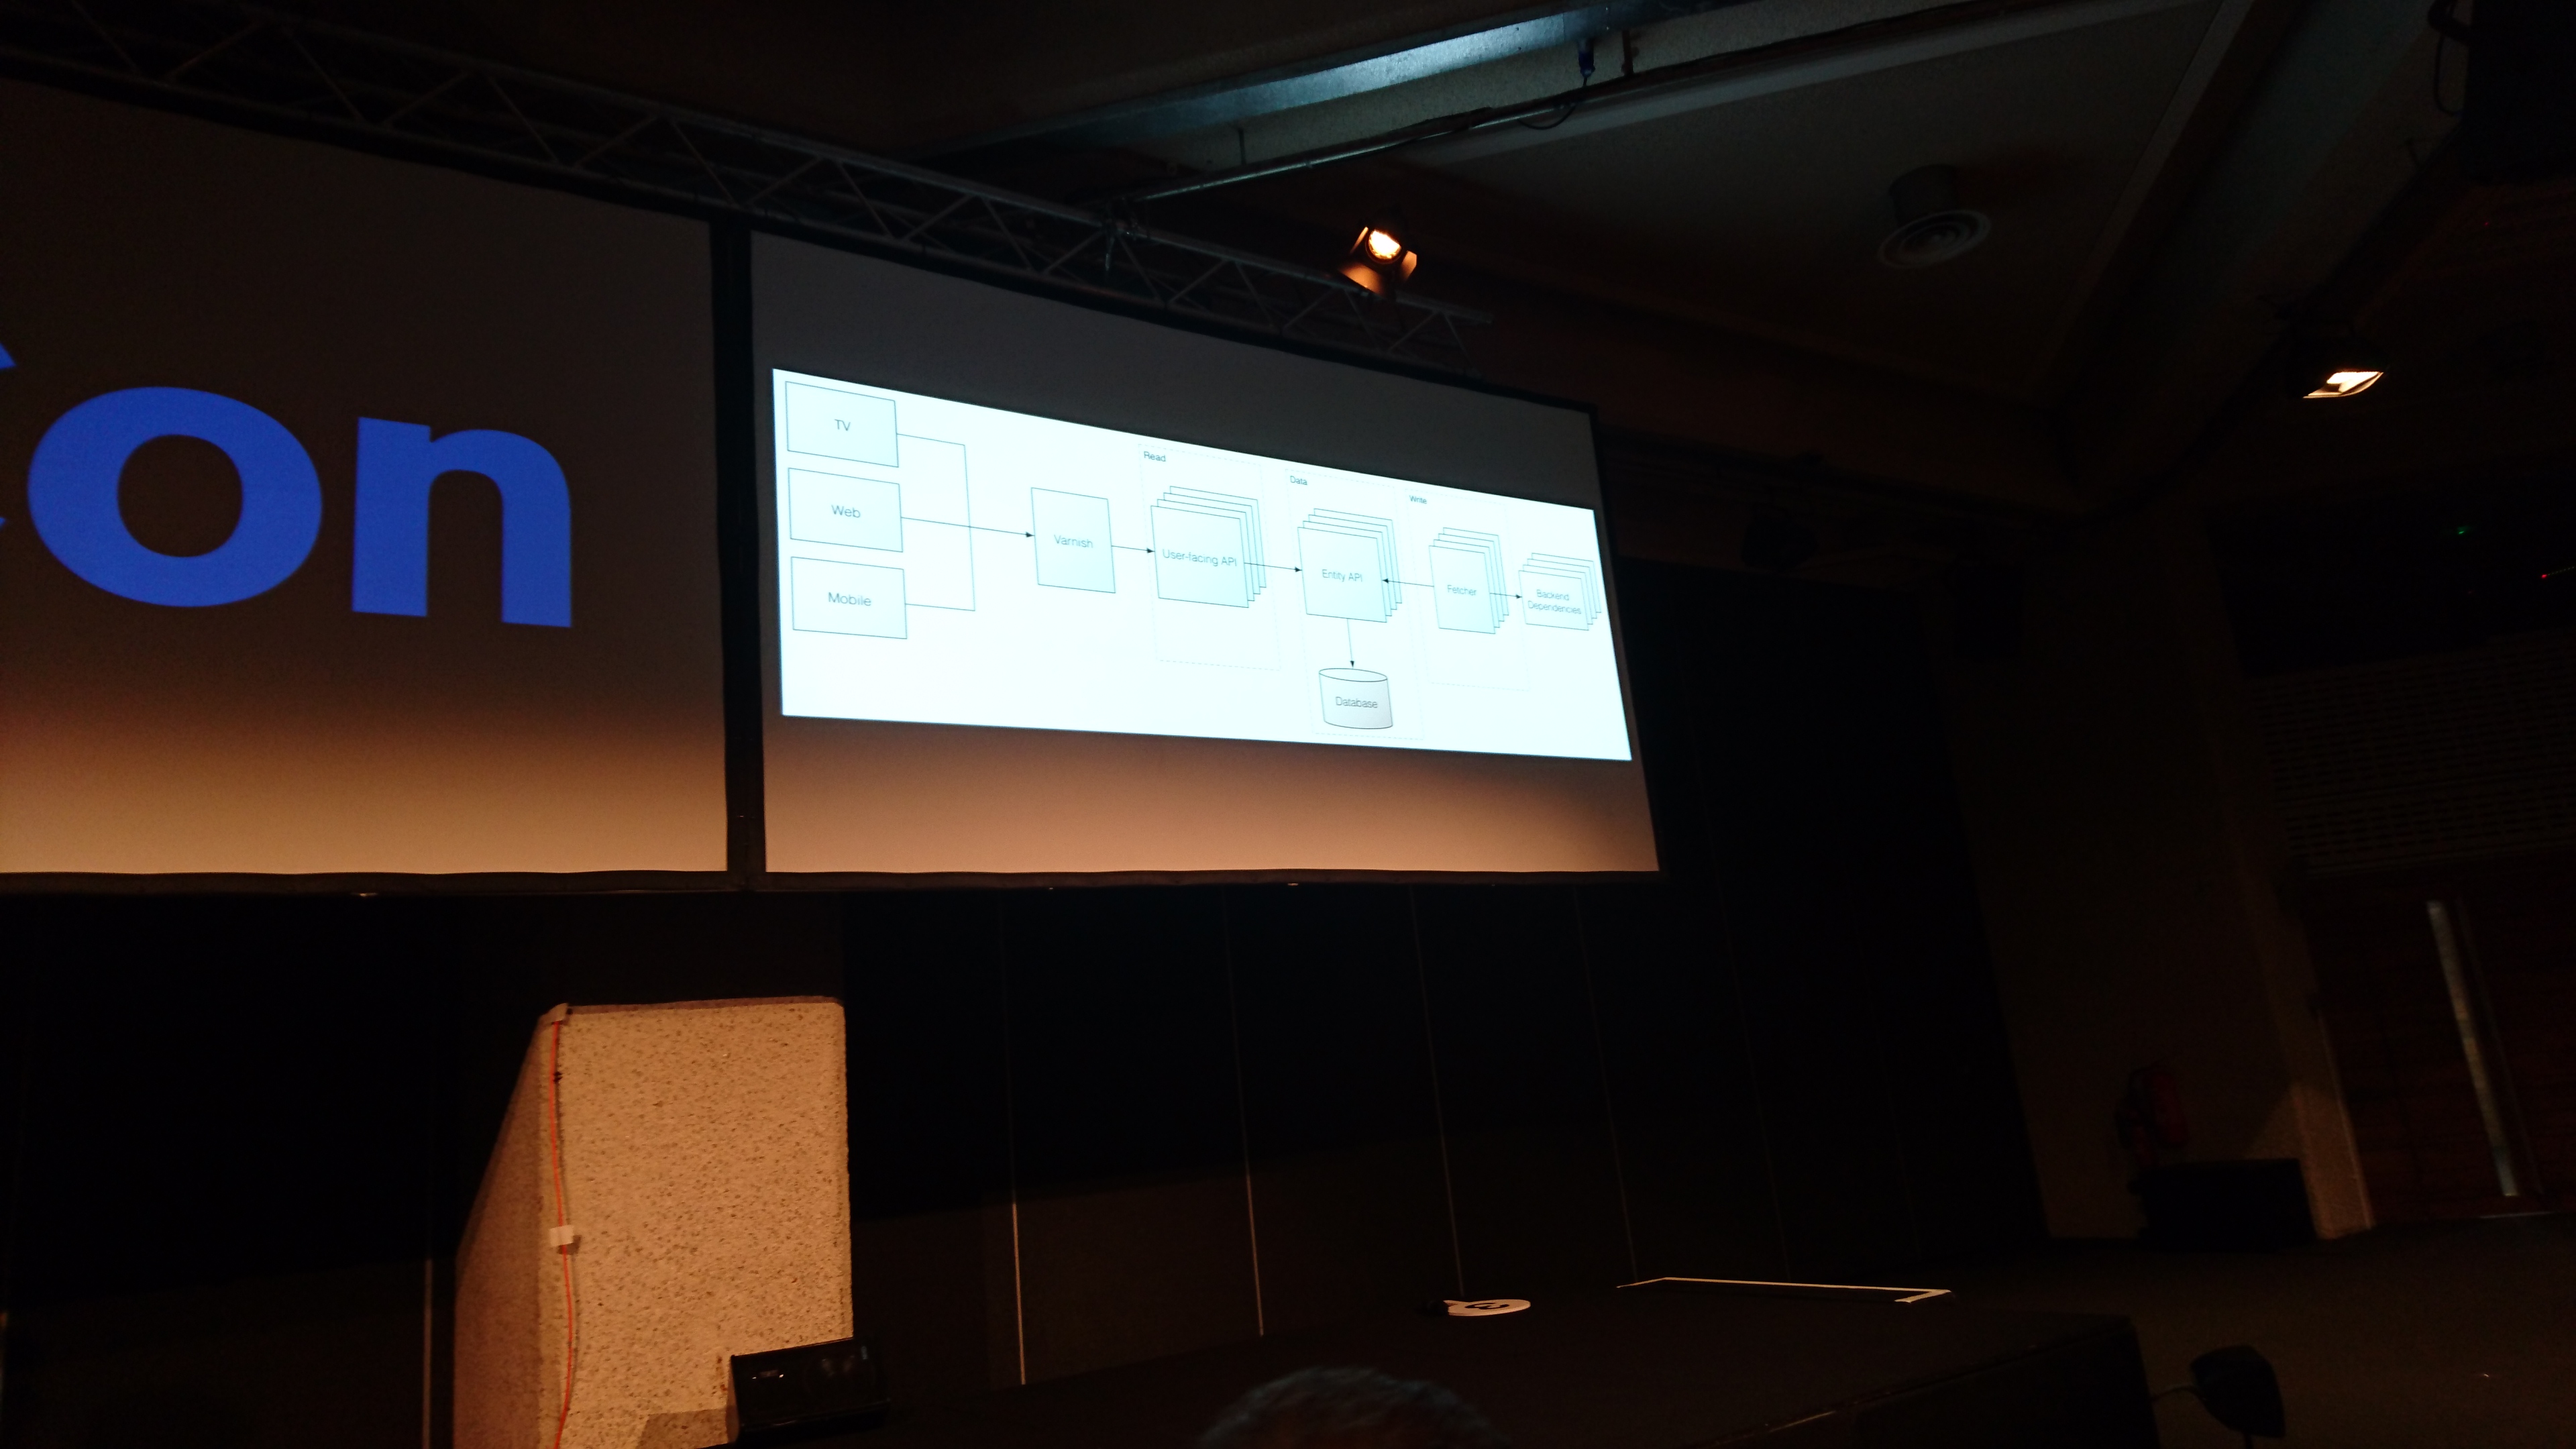 Con
TV
Web
Mobile
Varnish
Read
User-facing API
Data
Entity API
Database
Write
Fetcher
Backend
Dependencies